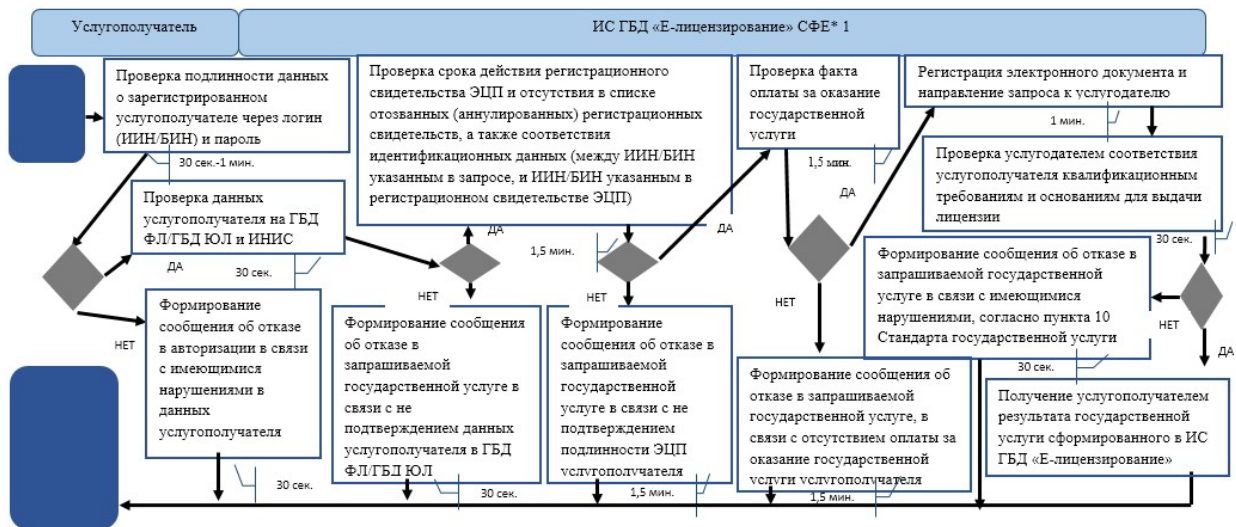 Услугополучатель
ИС ГБД «Е-лицензирование» СФЕ* 1
Проверка подлинности данных
о зарегистрированном
услугополучателе через логин
(ИИН/БИН) и пароль
30 сек.-1 мин.
Проверка данных
услугополучателя на ГБД
ФЛ/ГБД ЮЛ и ИНИС
ДА
30 сек.
НЕТ
Формирование
сообщения об отказе
в авторизации в связи
с имеющимися
нарушениями в
данных
услугополучателя
30 сек.
Проверка срока действия регистрационного
свидетельства ЭЦП и отсутствия в списке
отозванных (аннулированных) регистрационных
свидетельств, а также соответствия
идентификационных данных (между ИИН/БИН
указанным в запросе, и ИИН/БИН указанным в
регистрационном свидетельстве ЭЦП)
ДА
1,5 мин.
ДА
НЕТ
НЕТ
Формирование сообщения
об отказе в
запрашиваемой
государственной услуге в
связи с не
подтверждением данных
услугополучателя в ГБД
ФЛ/ГБД ЮЛ
30 сек.
Формирование
сообщения об отказе в
запрашиваемой
государственной
услуге в связи с не
подтверждением
подлинности ЭЦП
услугополучателя
1,5 мин.
Проверка факта
оплаты за оказание
государственной
услуги
1,5 мин.
ДА
НЕТ
Формирование сообщения об
отказе в запрашиваемой
государственной услуге, в
связи с отсутствием оплаты за
оказание государственной
услуги услугополучателя
1,5 мин.
Регистрация электронного документа и
направление запроса к услугодателю
1 мин.
Проверка услугодателем соответствия
услугополучателя квалификационным
требованиям и основаниям для выдачи
лицензии
30 сек.
Формирование сообщения об отказе в
запрашиваемой государственной
услуге в связи с имеющимися
нарушениями, согласно пункта 10
Стандарта государственной услуги
НЕТ
ДА
30 сек.
Получение услугополучателем
результата государственной
услуги сформированного в ИС
ГБД «Е-лицензирование»